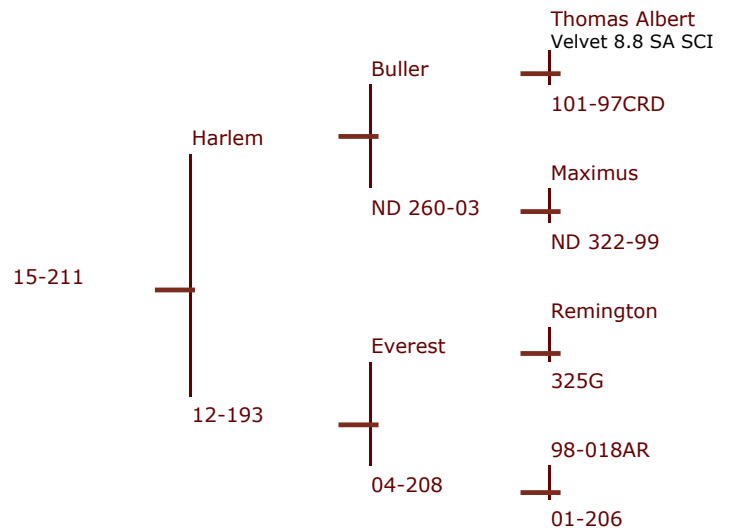 Thomas Albert
Velvet 8.8 SA SCI
Buller
101-97CRD
Harlem
Maximus
ND 260-03
ND 322-99
15-211
Remington
Everest
325G
12-193
98-018AR
04-208
01-206